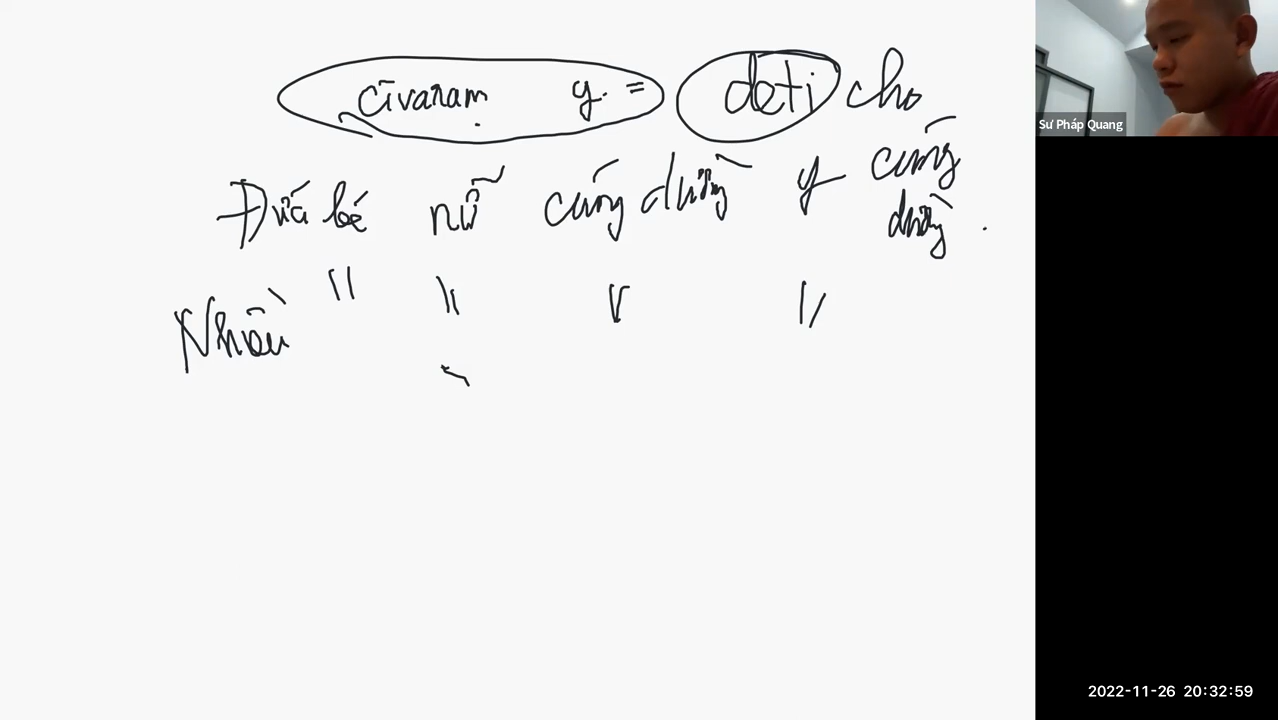 cīvaraṃ y. = deti cho cúng dường.
Đứa bé nữ cúng dường y
Nhiều " " " "
Sư Pháp Quang
2022-11-26 20:32:59